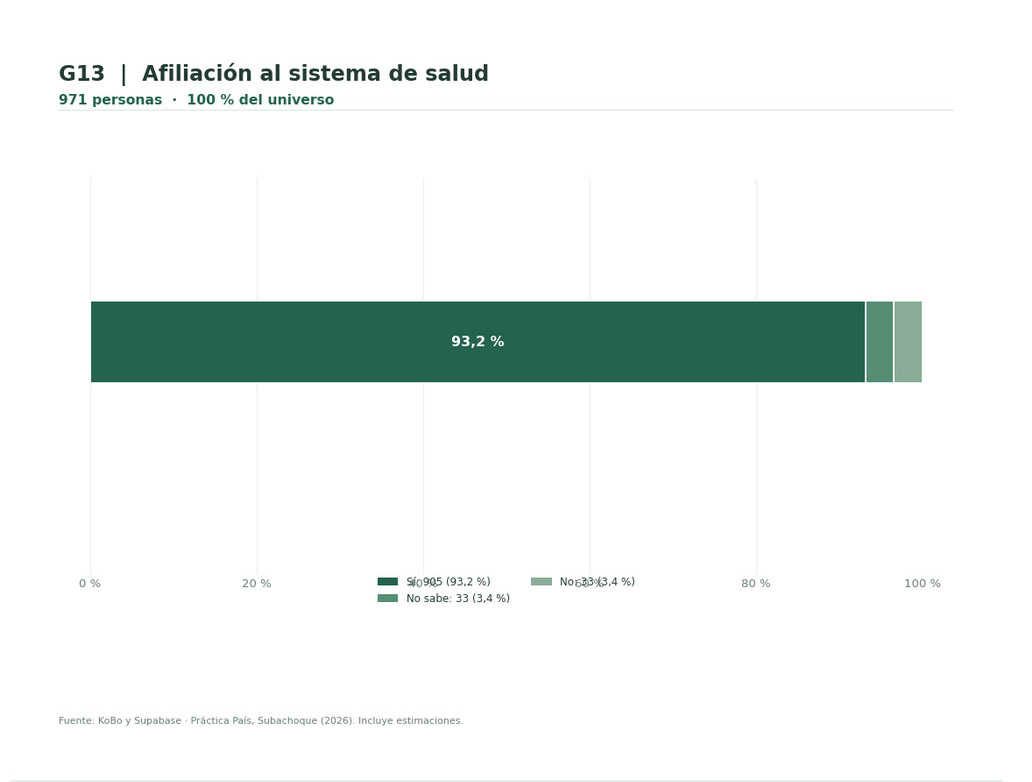 G13 | Afiliación al sistema de salud
971 personas · 100 % del universo
93,2 %
0 %
20 %
40 %
60 %
80 %
100 %
Sí: 905 (93,2 %)
No: 33 (3,4 %)
No sabe: 33 (3,4 %)
Fuente: KoBo y Supabase · Práctica País, Subachoque (2026). Incluye estimaciones.